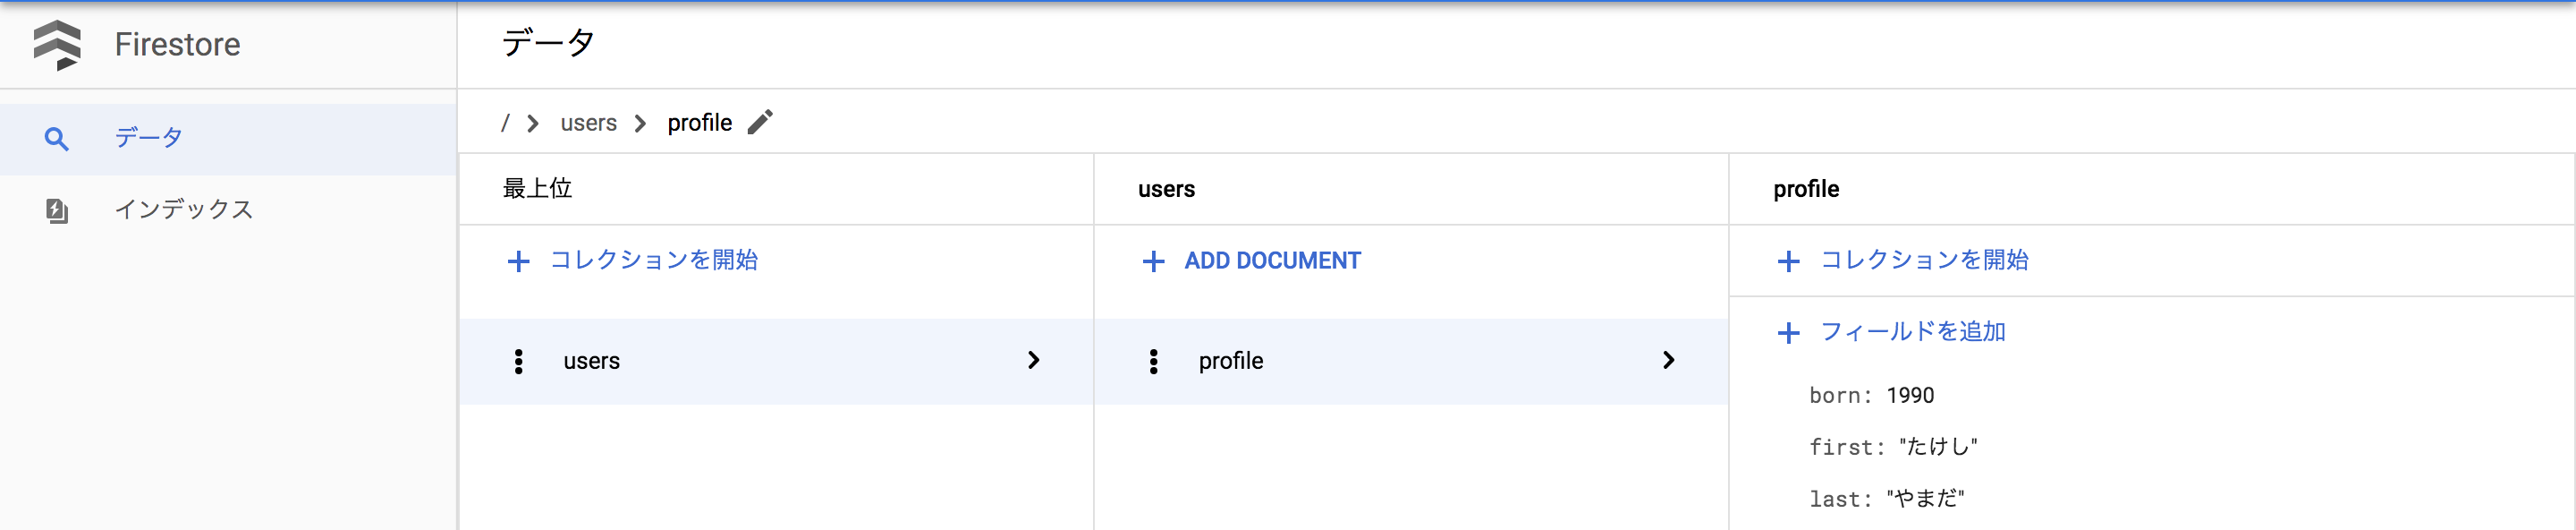 Firestore
データ
インデックス
データ
/ users profile
最上位
コレクションを開始
users
users
ADD DOCUMENT
profile
profile
コレクションを開始
フィールドを追加
born: 1990
first: "たけし"
last: "やまだ"